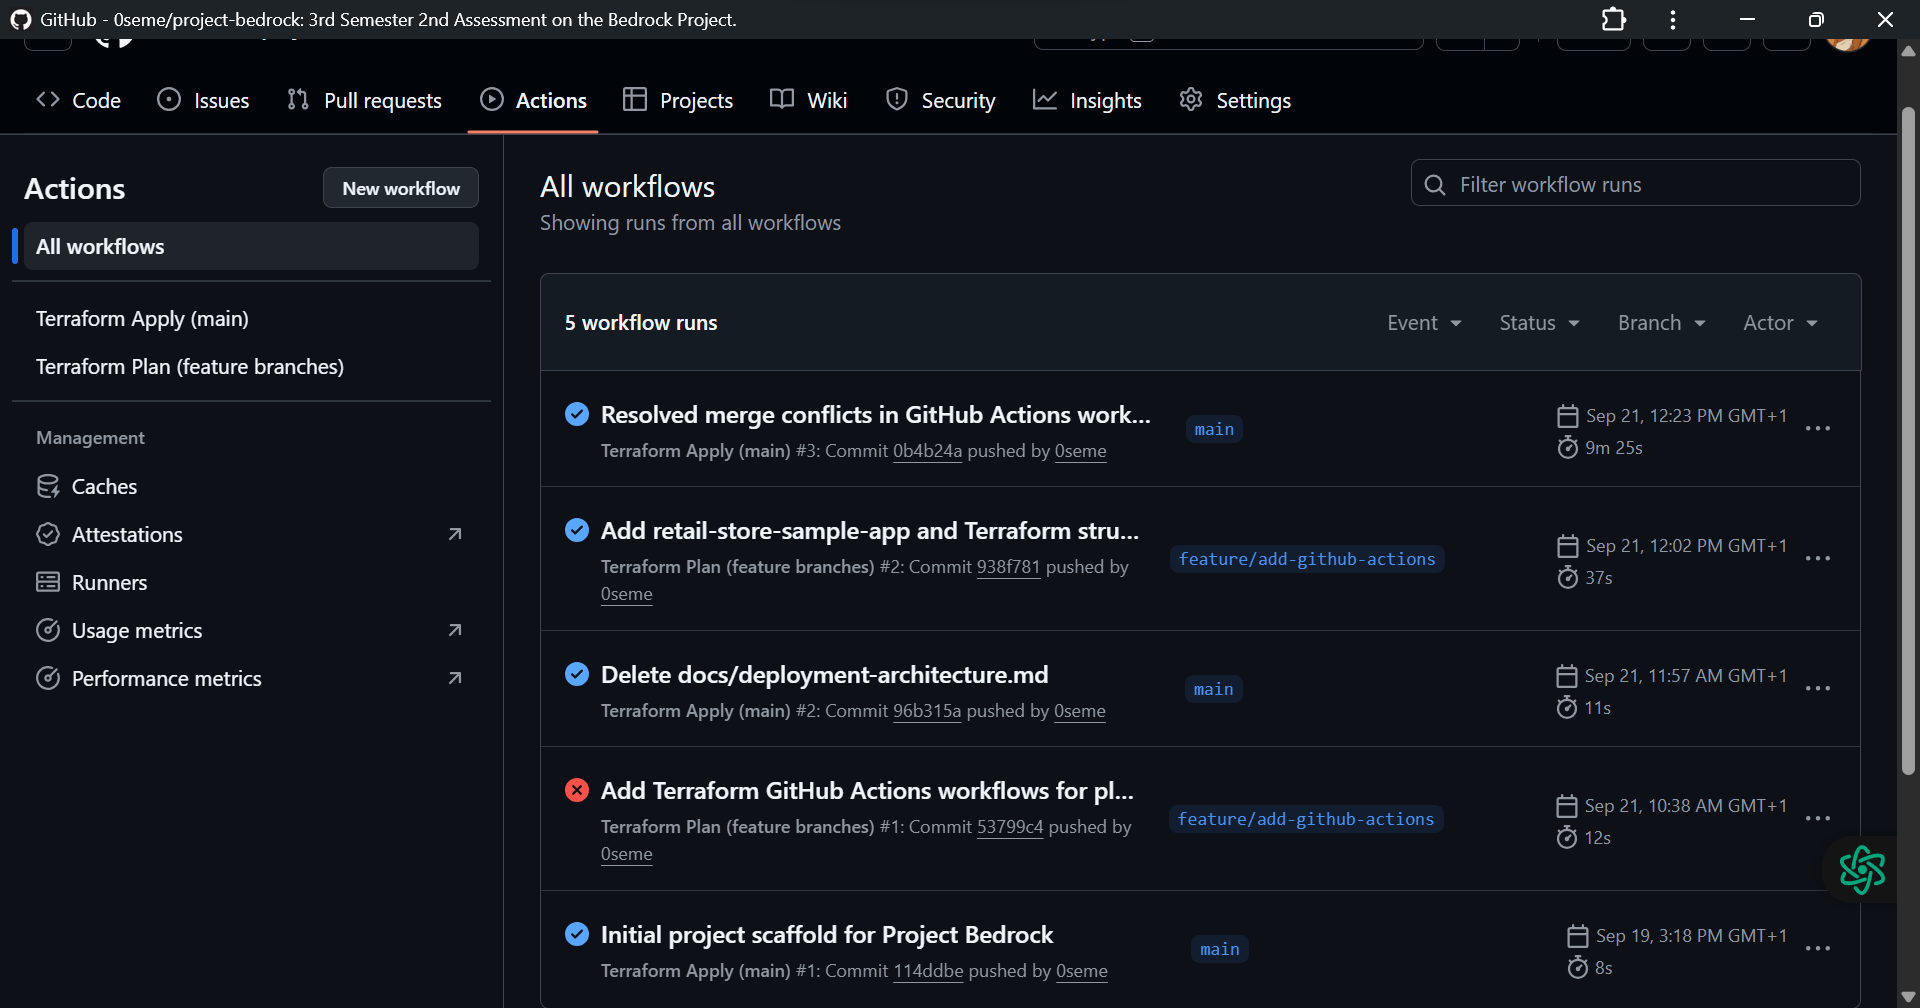 GitHub - 0seme/project-bedrock: 3rd Semester 2nd Assessment on the Bedrock Project.
Code Issues Pull requests Actions Projects Wiki Security Insights Settings
Actions
New workflow
All workflows
Terraform Apply (main)
Terraform Plan (feature branches)
Management
Caches
Attestations
Runners
Usage metrics
Performance metrics
All workflows
Showing runs from all workflows
Filter workflow runs
5 workflow runs
Event Status Branch Actor
Resolved merge conflicts in GitHub Actions work...
Terraform Apply (main) #3: Commit 0b4b24a pushed by 0seme
main
Sep 21, 12:23 PM GMT+1
9m 25s
Add retail-store-sample-app and Terraform stru...
Terraform Plan (feature branches) #2: Commit 938f781 pushed by
0seme
feature/add-github-actions
Sep 21, 12:02 PM GMT+1
37s
Delete docs/deployment-architecture.md
Terraform Apply (main) #2: Commit 96b315a pushed by 0seme
main
Sep 21, 11:57 AM GMT+1
11s
Add Terraform GitHub Actions workflows for pl...
Terraform Plan (feature branches) #1: Commit 53799c4 pushed by
0seme
feature/add-github-actions
Sep 21, 10:38 AM GMT+1
12s
Initial project scaffold for Project Bedrock
Terraform Apply (main) #1: Commit 114ddbe pushed by 0seme
main
Sep 19, 3:18 PM GMT+1
8s